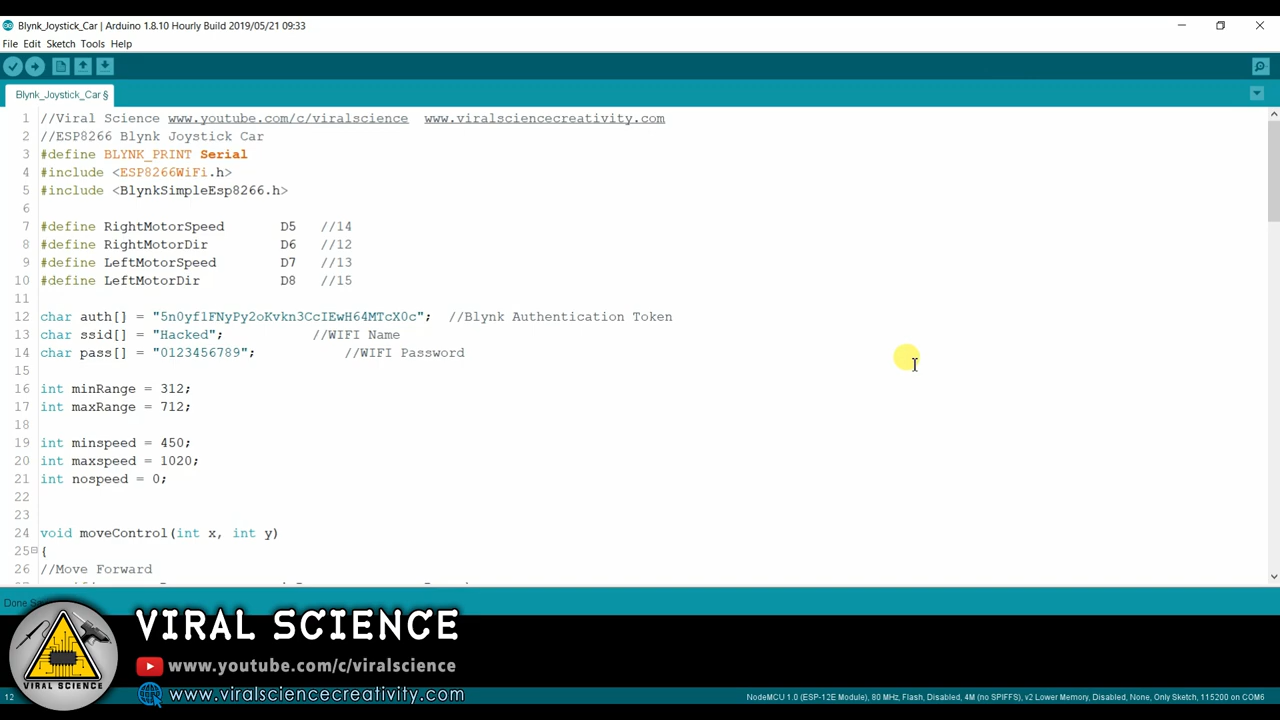 Blynk_Joystick_Car | Arduino 1.8.10 Hourly Build 2019/05/21 09:33
File Edit Sketch Tools Help
Blynk_Joystick_Car §
1 //Viral Science www.youtube.com/c/viralscience www.viralsciencecreativity.com
2 //ESP8266 Blynk Joystick Car
3 #define BLYNK_PRINT Serial
4 #include <ESP8266WiFi.h>
5 #include <BlynkSimpleEsp8266.h>
6
7 #define RightMotorSpeed D5 //14
8 #define RightMotorDir D6 //12
9 #define LeftMotorSpeed D7 //13
10 #define LeftMotorDir D8 //15
11
12 char auth[] = "5n0yf1FNyPy2oKvkn3CcIEwH64MTcX0c"; //Blynk Authentication Token
13 char ssid[] = "Hacked"; //WIFI Name
14 char pass[] = "0123456789"; //WIFI Password
15
16 int minRange = 312;
17 int maxRange = 712;
18
19 int minspeed = 450;
20 int maxspeed = 1020;
21 int nospeed = 0;
22
23
24 void moveControl(int x, int y)
25 {
26 //Move Forward
Done
VIRAL SCIENCE
www.youtube.com/c/viralscience
VIRAL SCIENCE
www.viralsciencecreativity.com
12 NodeMCU 1.0 (ESP-12E Module), 80 MHz, Flash, Disabled, 4M (no SPIFFS), v2 Lower Memory, Disabled, None, Only Sketch, 115200 on COM6